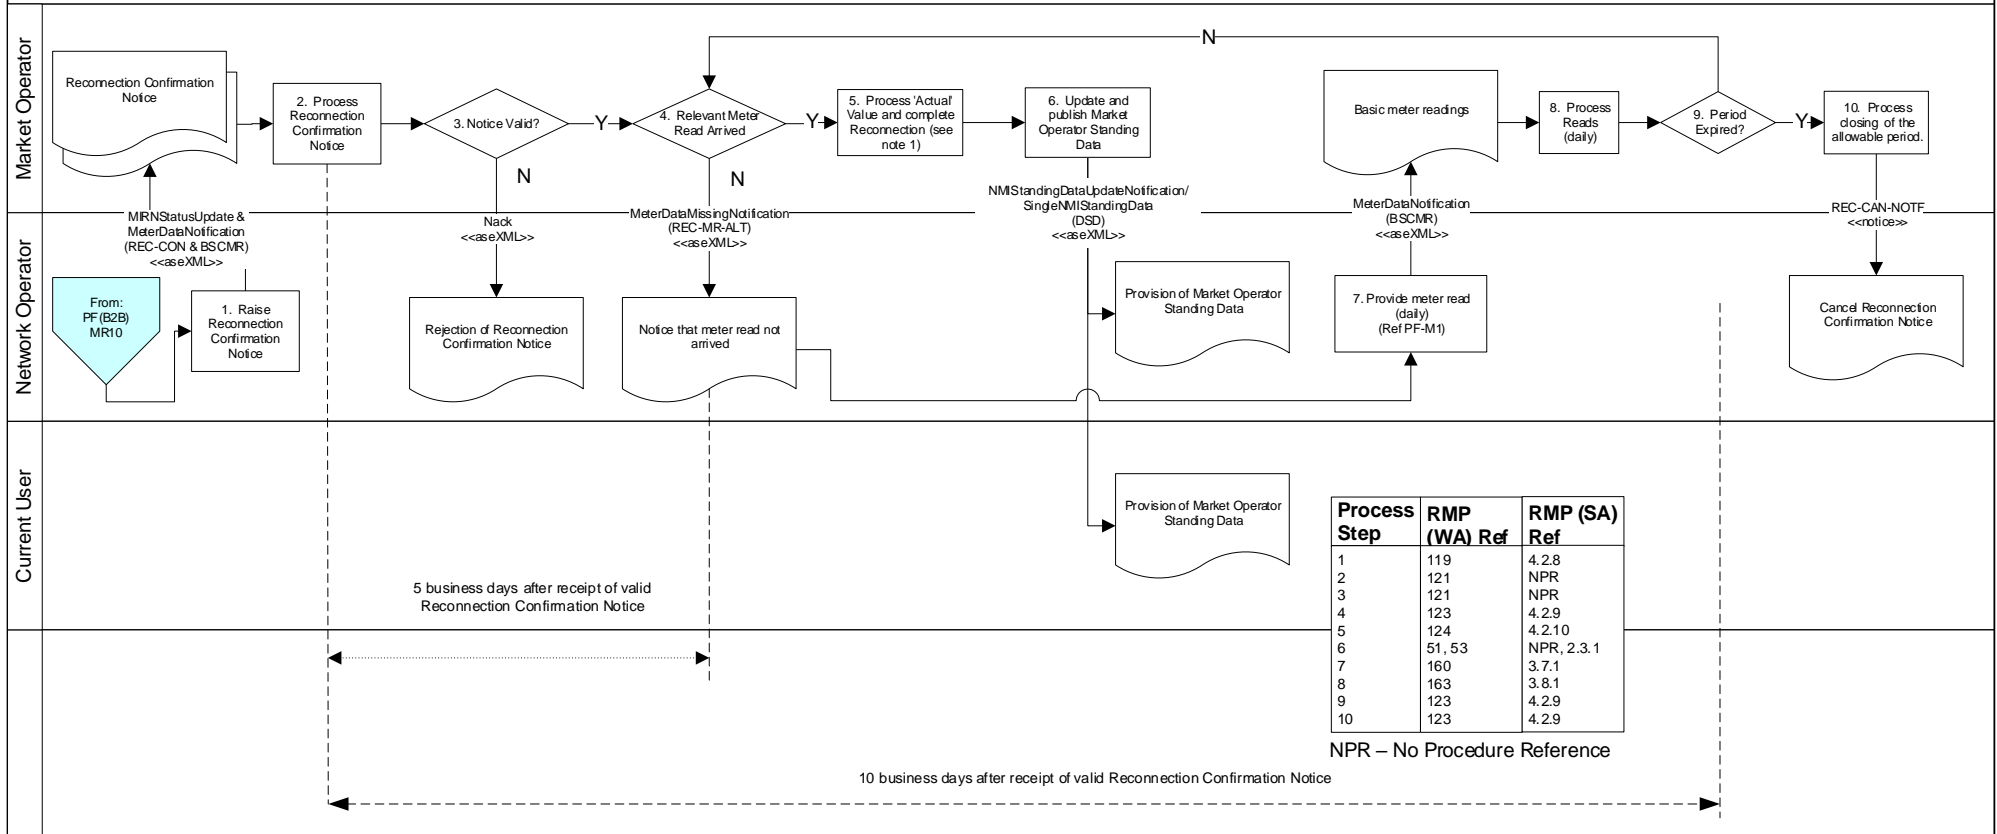 Market Operator
Reconnection Confirmation
Notice
2. Process
Reconnection
Confirmation
Notice
3. Notice Valid?
Y
N
4. Relevant Meter
Read Arrived
Y
N
5. Process 'Actual'
Value and complete
Reconnection (see
note 1)
6. Update and
publish Market
Operator Standing
Data
N
Basic meter readings
8. Process
Reads
(daily)
9. Period
Expired?
Y
10. Process
closing of the
allowable period.
MIRNStatusUpdate &
MeterDataNotification
(REC-CON & BSCMR)
<<aseXML>>
Nack
<<aseXML>>
MeterDataMissingNotification
(REC-MR-ALT)
<<aseXML>>
NMIStandingDataUpdateNotification/
SingleNMIStandingData
(DSD)
<<aseXML>>
MeterDataNotification
(BSCMR)
<<aseXML>>
REC-CAN-NOTF
<<notice>>
Network Operator
From:
PF(B2B)
MR10
1. Raise
Reconnection
Confirmation
Notice
Rejection of Reconnection
Confirmation Notice
Notice that meter read not
arrived
Provision of Market Operator
Standing Data
7. Provide meter read
(daily)
(Ref PF-M1)
Cancel Reconnection
Confirmation Notice
Current User
Provision of Market Operator
Standing Data
5 business days after receipt of valid
Reconnection Confirmation Notice
Process Step RMP (WA) Ref RMP (SA) Ref
1 119 4.2.8
2 121 NPR
3 121 NPR
4 123 4.2.9
5 124 4.2.10
6 51, 53 NPR, 2.3.1
7 160 3.7.1
8 163 3.8.1
9 123 4.2.9
10 123 4.2.9
NPR – No Procedure Reference
10 business days after receipt of valid Reconnection Confirmation Notice